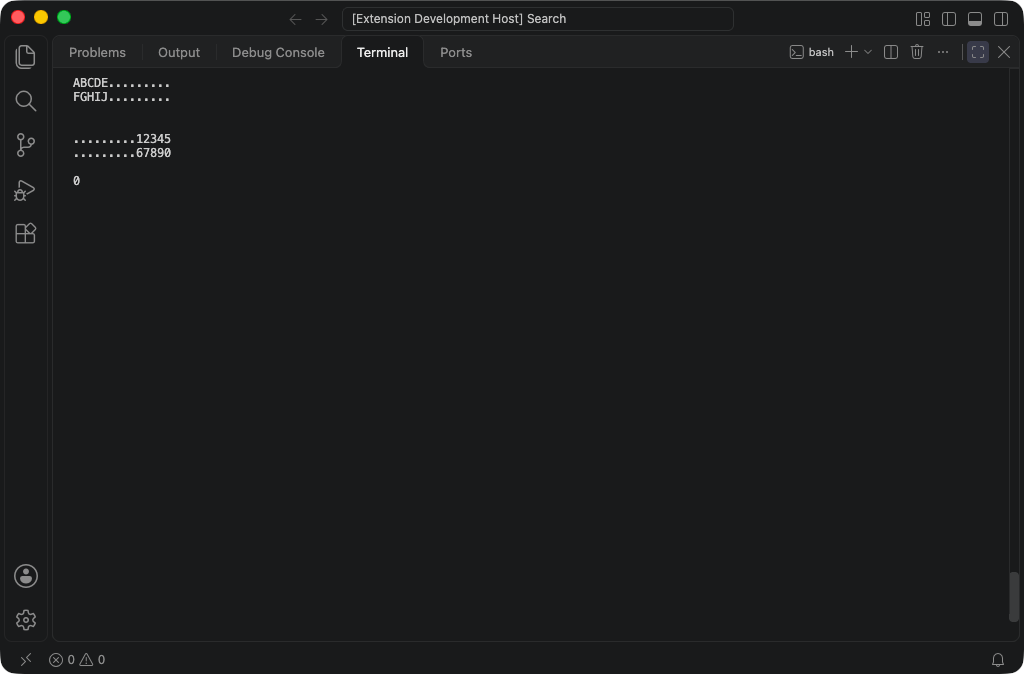 [Extension Development Host] Search
Problems Output Debug Console Terminal Ports bash
ABCDE.........
FGHIJ.........
.........12345
.........67890
0
0 0